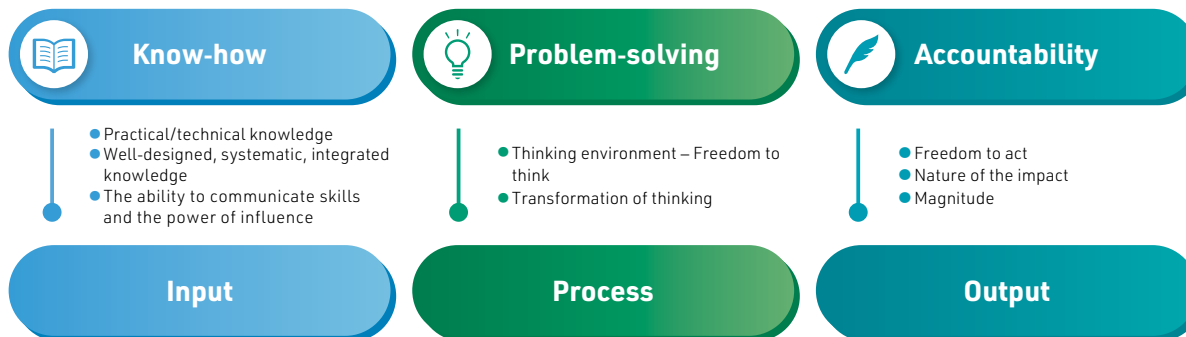 Know-how
Problem-solving
Accountability
Practical/technical knowledge
Well-designed, systematic, integrated
knowledge
The ability to communicate skills
and the power of influence
Thinking environment – Freedom to
think
Transformation of thinking
Freedom to act
Nature of the impact
Magnitude
Input
Process
Output